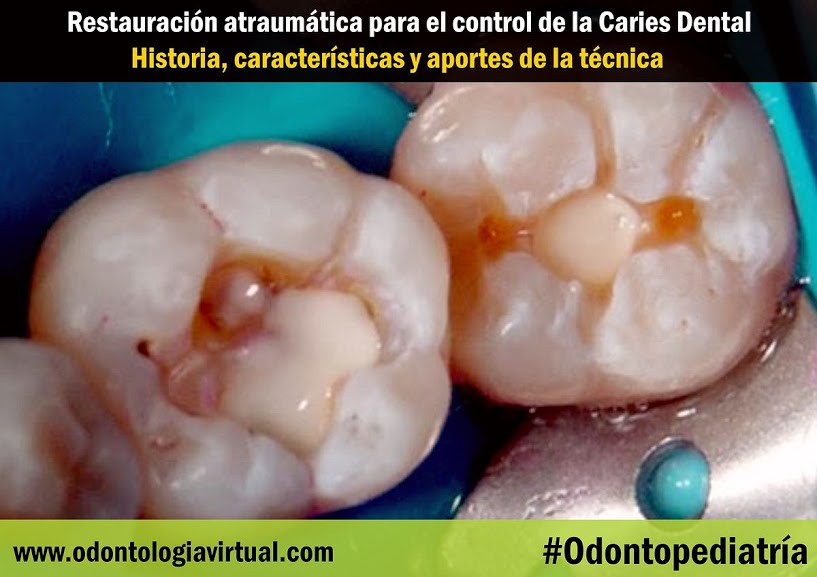 Restauración atraumática para el control de la Caries Dental
Historia, características y aportes de la técnica
www.odontologiavirtual.com
#Odontopediatría